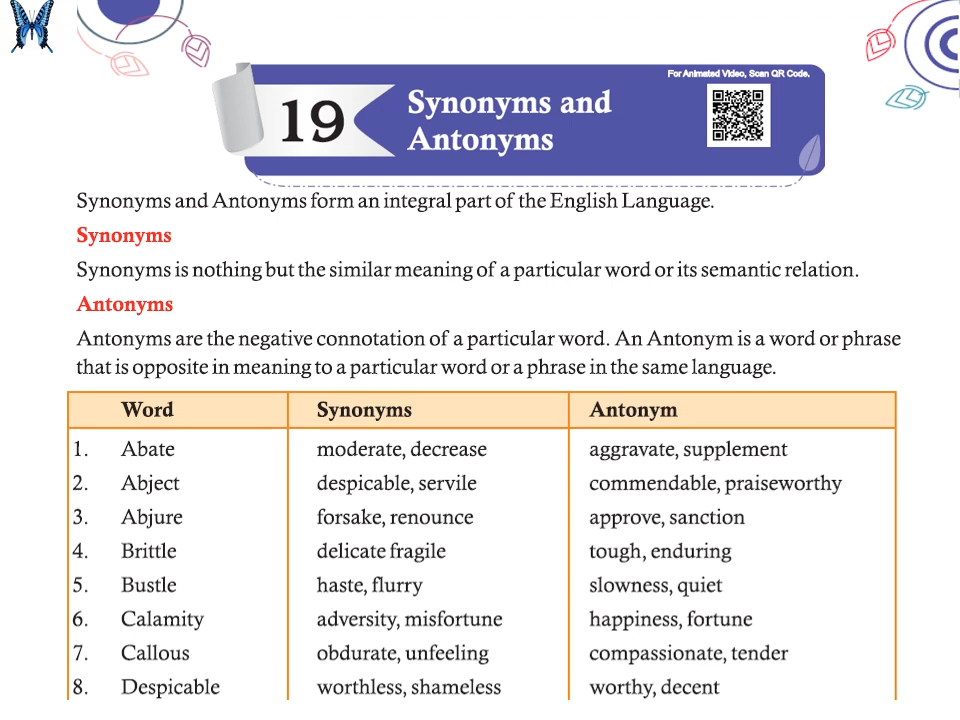 For Animated Video, Scan QR Code.
19
Synonyms and
Antonyms
Synonyms and Antonyms form an integral part of the English Language.
Synonyms
Synonyms is nothing but the similar meaning of a particular word or its semantic relation.
Antonyms
Antonyms are the negative connotation of a particular word. An Antonym is a word or phrase
that is opposite in meaning to a particular word or a phrase in the same language.
Word Synonyms Antonym
1. Abate moderate, decrease aggravate, supplement
2. Abject despicable, servile commendable, praiseworthy
3. Abjure forsake, renounce approve, sanction
4. Brittle delicate fragile tough, enduring
5. Bustle haste, flurry slowness, quiet
6. Calamity adversity, misfortune happiness, fortune
7. Callous obdurate, unfeeling compassionate, tender
8. Despicable worthless, shameless worthy, decent